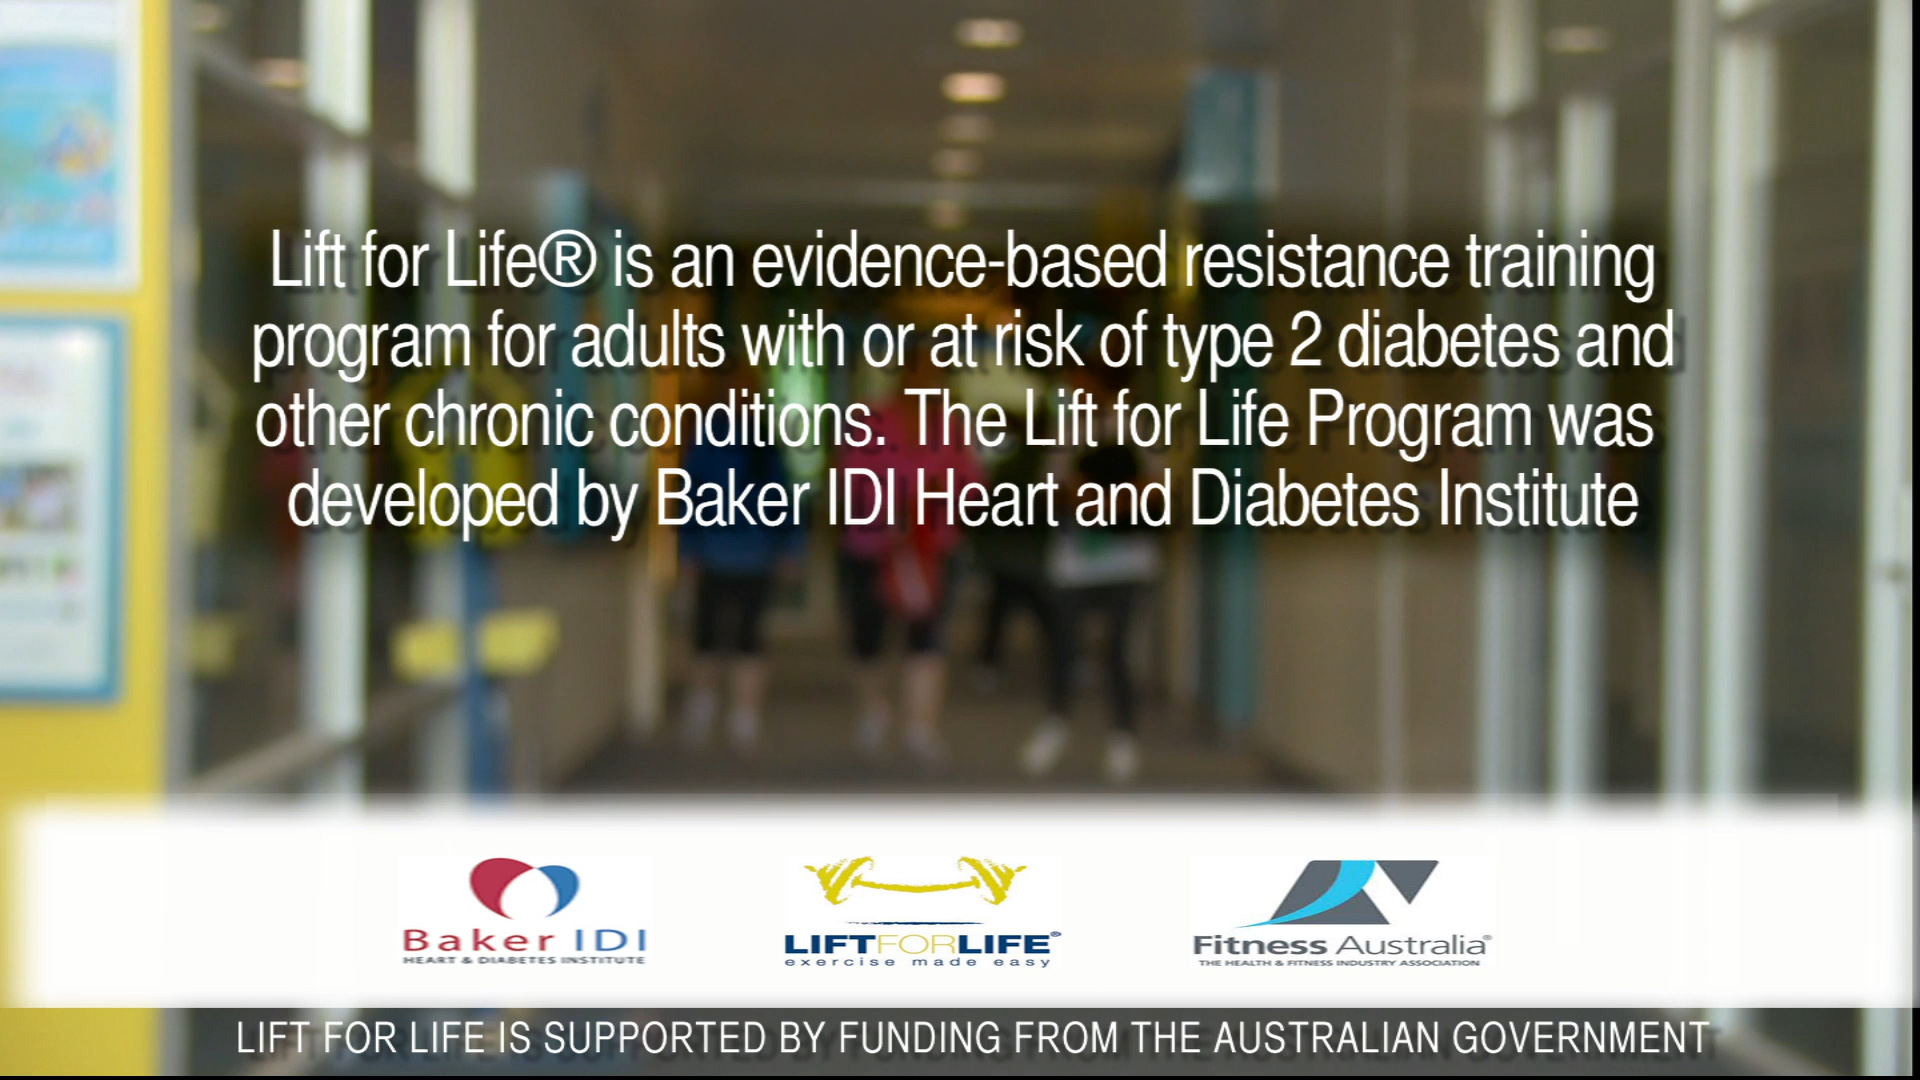 Lift for Life® is an evidence-based resistance training
program for adults with or at risk of type 2 diabetes and
other chronic conditions. The Lift for Life Program was
developed by Baker IDI Heart and Diabetes Institute
Baker IDI
HEART & DIABETES INSTITUTE
LIFTFORLIFE®
exercise made easy
Fitness Australia®
THE HEALTH & FITNESS INDUSTRY ASSOCIATION
LIFT FOR LIFE IS SUPPORTED BY FUNDING FROM THE AUSTRALIAN GOVERNMENT